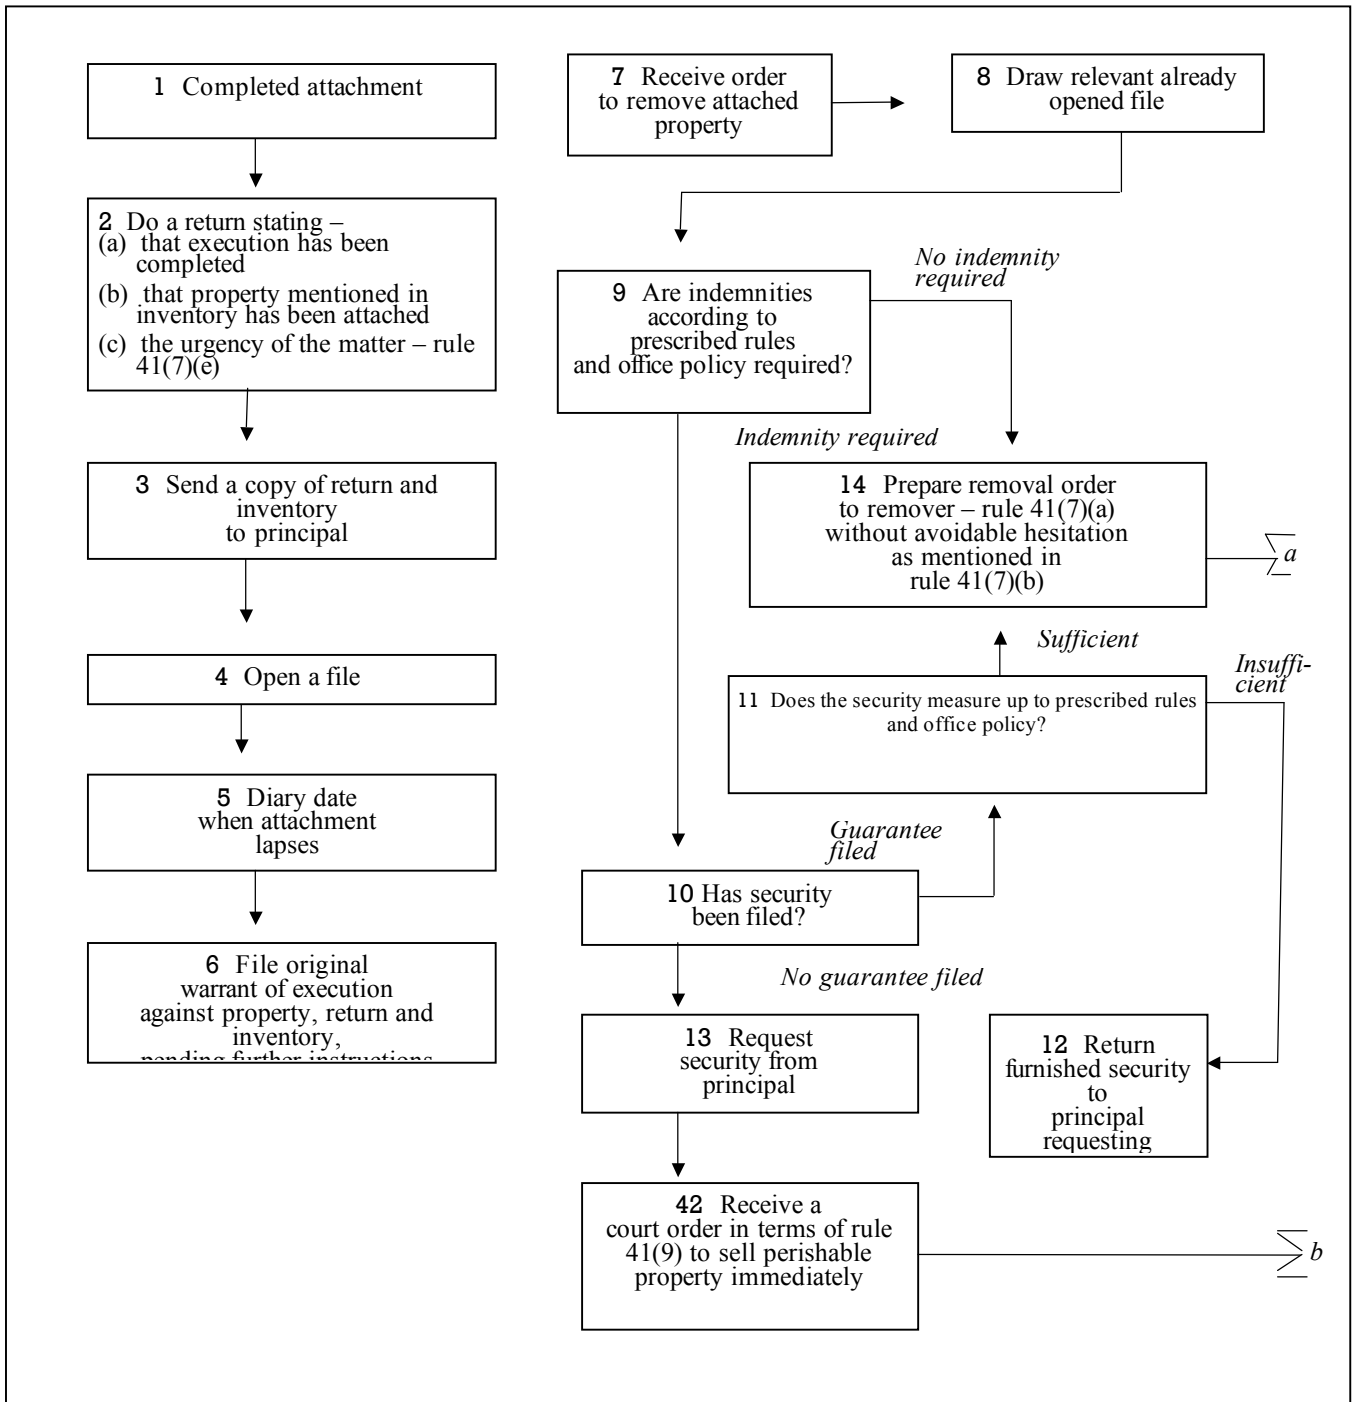 1 Completed attachment
2 Do a return stating –
(a) that execution has been
completed
(b) that property mentioned in
inventory has been attached
(c) the urgency of the matter – rule
41(7)(e)
3 Send a copy of return and
inventory
to principal
4 Open a file
5 Diary date
when attachment
lapses
6 File original
warrant of execution
against property, return and
inventory,
pending further instructions
7 Receive order
to remove attached
property
8 Draw relevant already
opened file
9 Are indemnities
according to
prescribed rules
and office policy required?
No indemnity
required
Indemnity required
14 Prepare removal order
to remover – rule 41(7)(a)
without avoidable hesitation
as mentioned in
rule 41(7)(b)
∑ a
Sufficient
Insuffi-
cient
11 Does the security measure up to prescribed rules
and office policy?
Guarantee
filed
10 Has security
been filed?
No guarantee filed
13 Request
security from
principal
12 Return
furnished security
to
principal
requesting
42 Receive a
court order in terms of rule
41(9) to sell perishable
property immediately
∑ b